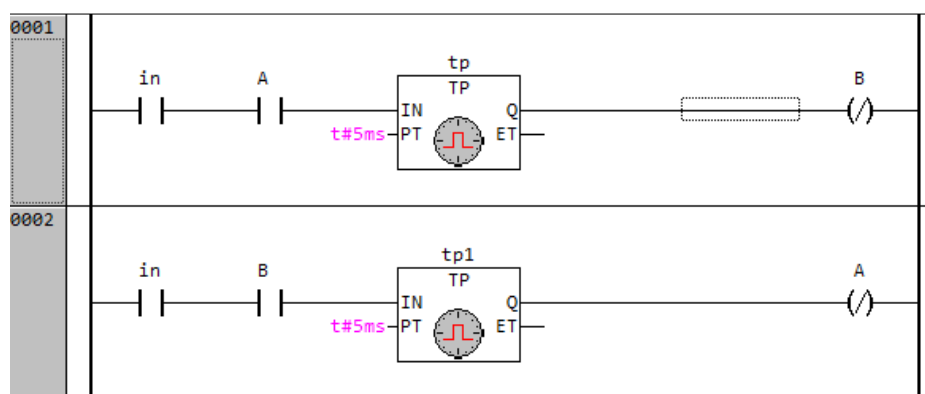 0001
in A tp B
TP
IN Q
t#5ms PT ET
0002
in B tp1 A
TP
IN Q
t#5ms PT ET